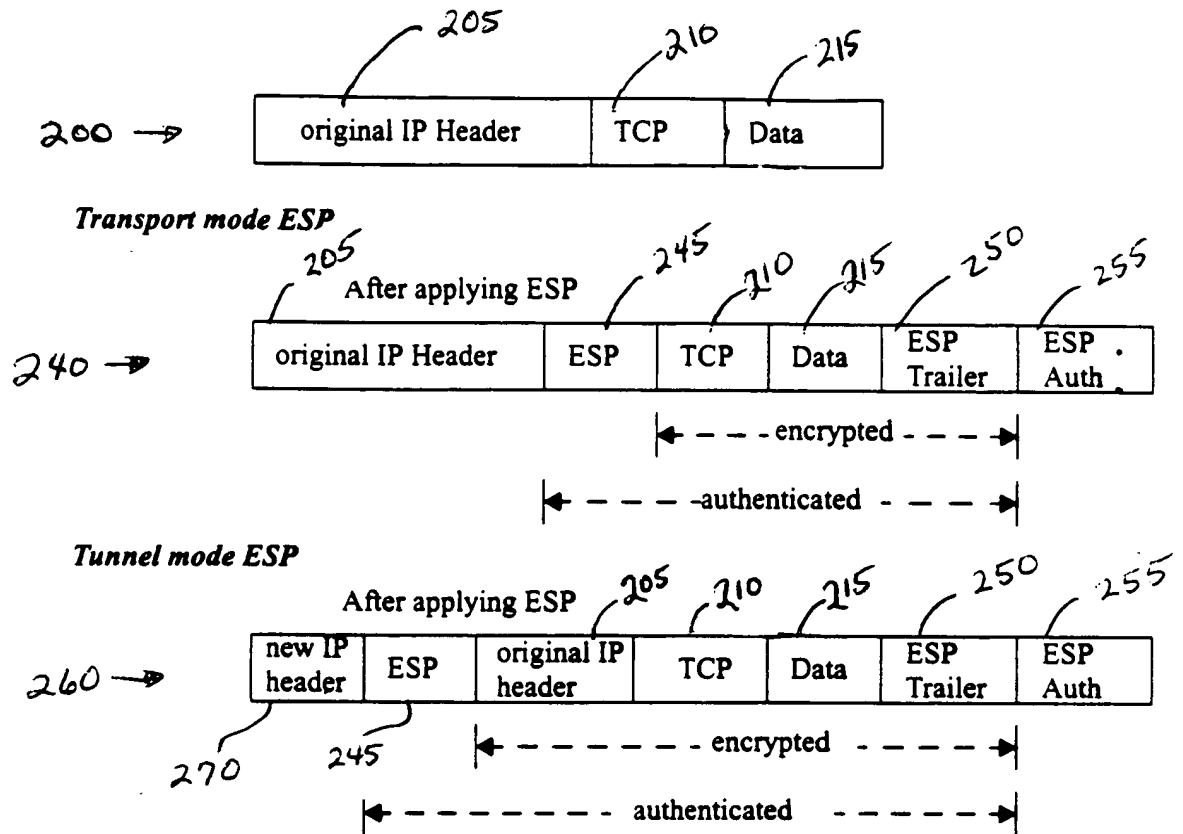 205 210 215
200 original IP Header TCP Data
Transport mode ESP
205 After applying ESP 245 210 215 250 255
240 original IP Header ESP TCP Data ESP Trailer ESP Auth
encrypted
authenticated
Tunnel mode ESP
After applying ESP 205 210 215 250 255
260 new IP header ESP original IP header TCP Data ESP Trailer ESP Auth
270 245 encrypted
authenticated